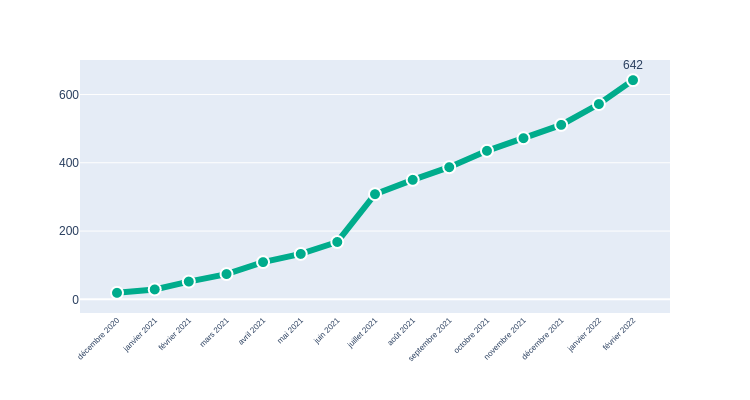 642
600
400
200
0
décembre 2020
janvier 2021
février 2021
mars 2021
avril 2021
mai 2021
juin 2021
juillet 2021
août 2021
septembre 2021
octobre 2021
novembre 2021
décembre 2021
janvier 2022
février 2022